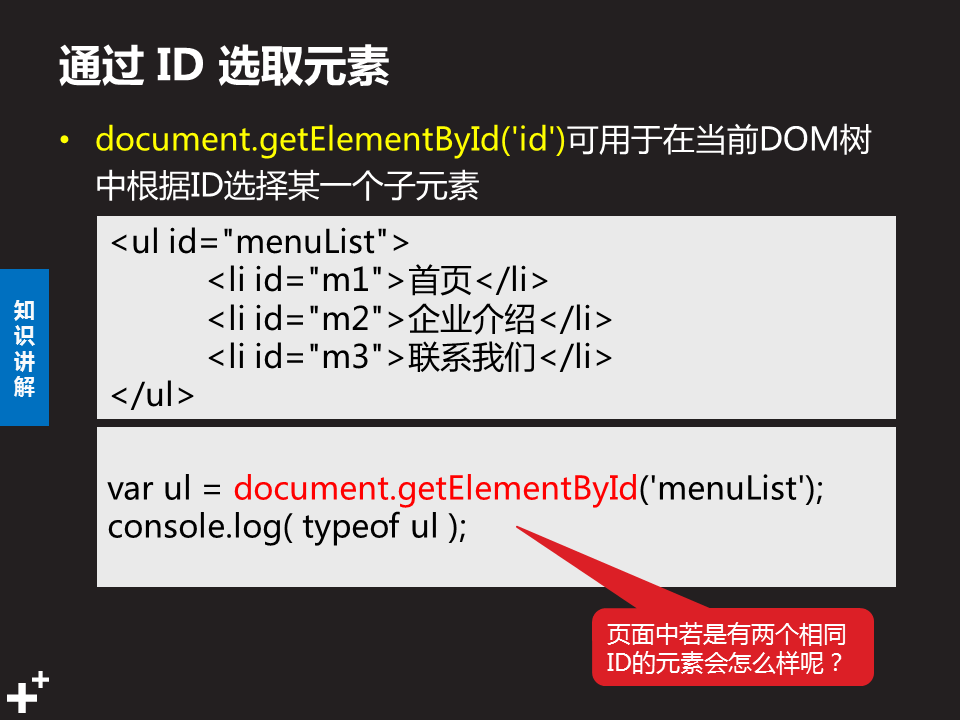 通过 ID 选取元素
• document.getElementById('id')可用于在当前DOM树
中根据ID选择某一个子元素
<ul id="menuList">
<li id="m1">首页</li>
<li id="m2">企业介绍</li>
<li id="m3">联系我们</li>
</ul>
知
识
讲
解
var ul = document.getElementById('menuList');
console.log( typeof ul );
页面中若是有两个相同
ID的元素会怎么样呢？